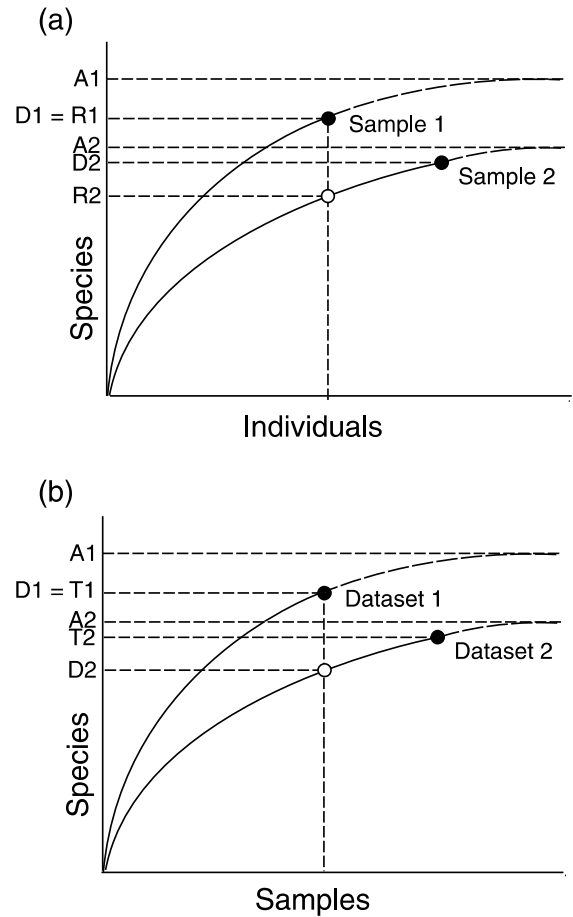 (a)
A1
D1 = R1
Sample 1
A2
D2
Sample 2
R2
Species
Individuals
(b)
A1
D1 = T1
Dataset 1
A2
T2
Dataset 2
D2
Species
Samples